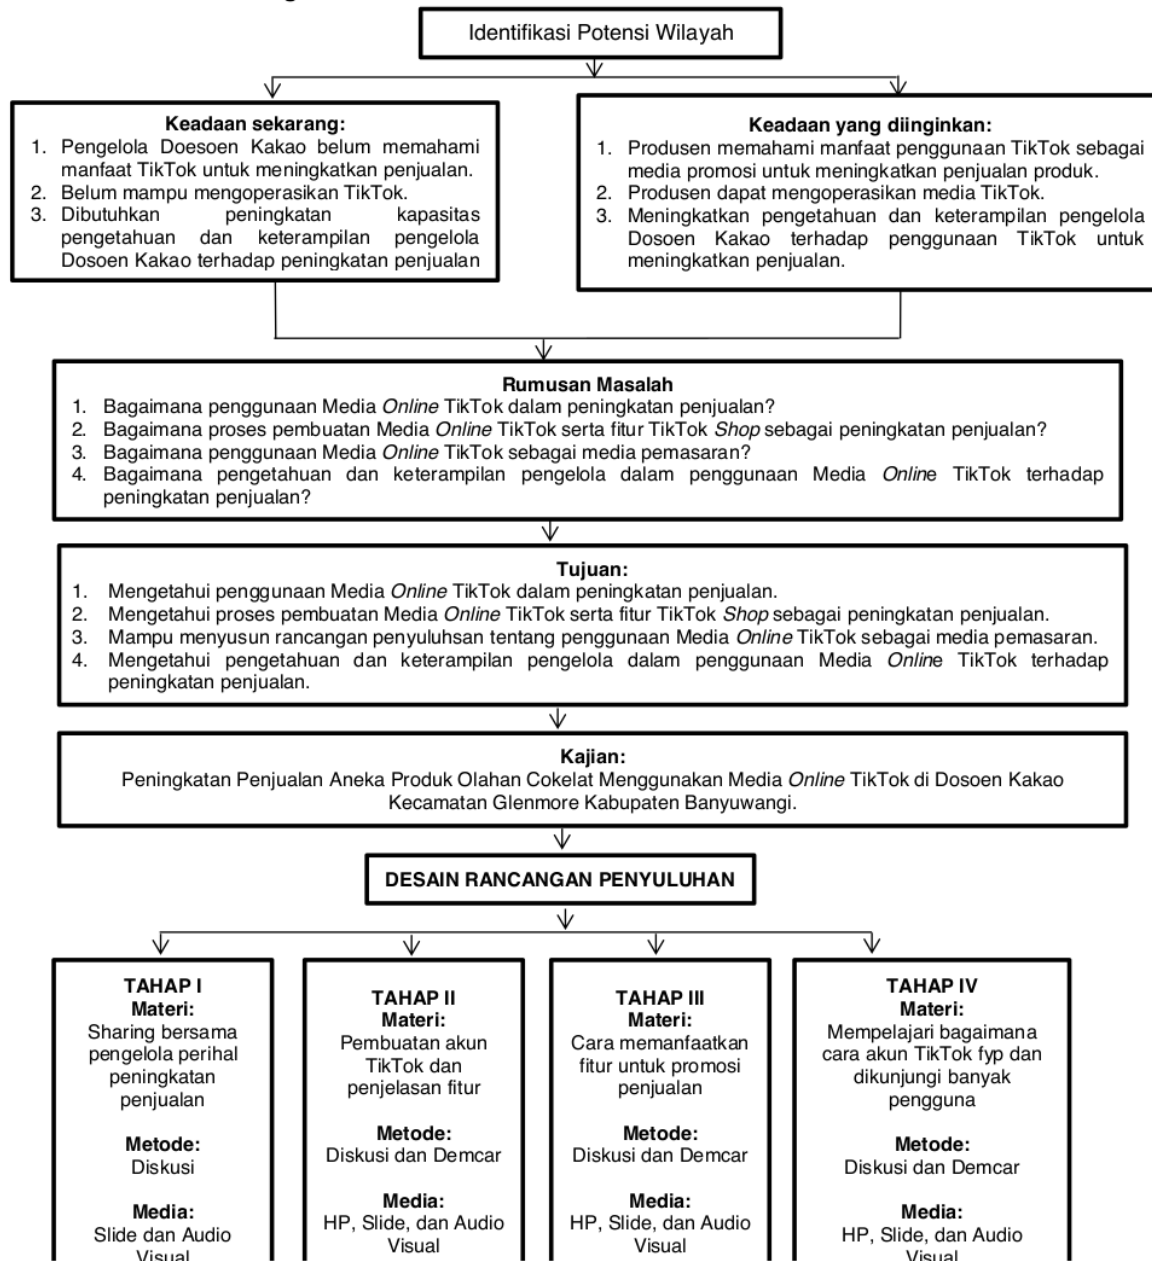 Identifikasi Potensi Wilayah
Keadaan sekarang:
1. Pengelola Doesoen Kakao belum memahami
manfaat TikTok untuk meningkatkan penjualan.
2. Belum mampu mengoperasikan TikTok.
3. Dibutuhkan peningkatan kapasitas
pengetahuan dan keterampilan pengelola
Dosoen Kakao terhadap peningkatan penjualan
Keadaan yang diinginkan:
1. Produsen memahami manfaat penggunaan TikTok sebagai
media promosi untuk meningkatkan penjualan produk.
2. Produsen dapat mengoperasikan media TikTok.
3. Meningkatkan pengetahuan dan keterampilan pengelola
Dosoen Kakao terhadap penggunaan TikTok untuk
meningkatkan penjualan.
Rumusan Masalah
1. Bagaimana penggunaan Media Online TikTok dalam peningkatan penjualan?
2. Bagaimana proses pembuatan Media Online TikTok serta fitur TikTok Shop sebagai peningkatan penjualan?
3. Bagaimana penggunaan Media Online TikTok sebagai media pemasaran?
4. Bagaimana pengetahuan dan keterampilan pengelola dalam penggunaan Media Online TikTok terhadap
peningkatan penjualan?
Tujuan:
1. Mengetahui penggunaan Media Online TikTok dalam peningkatan penjualan.
2. Mengetahui proses pembuatan Media Online TikTok serta fitur TikTok Shop sebagai peningkatan penjualan.
3. Mampu menyusun rancangan penyuluhsan tentang penggunaan Media Online TikTok sebagai media pemasaran.
4. Mengetahui pengetahuan dan keterampilan pengelola dalam penggunaan Media Online TikTok terhadap
peningkatan penjualan.
Kajian:
Peningkatan Penjualan Aneka Produk Olahan Cokelat Menggunakan Media Online TikTok di Dosoen Kakao
Kecamatan Glenmore Kabupaten Banyuwangi.
DESAIN RANCANGAN PENYULUHAN
TAHAP I
Materi:
Sharing bersama
pengelola perihal
peningkatan
penjualan
Metode:
Diskusi
Media:
Slide dan Audio
Visual
TAHAP II
Materi:
Pembuatan akun
TikTok dan
penjelasan fitur
Metode:
Diskusi dan Demcar
Media:
HP, Slide, dan Audio
Visual
TAHAP III
Materi:
Cara memanfaatkan
fitur untuk promosi
penjualan
Metode:
Diskusi dan Demcar
Media:
HP, Slide, dan Audio
Visual
TAHAP IV
Materi:
Mempelajari bagaimana
cara akun TikTok fyp dan
dikunjungi banyak
pengguna
Metode:
Diskusi dan Demcar
Media:
HP, Slide, dan Audio
Visual